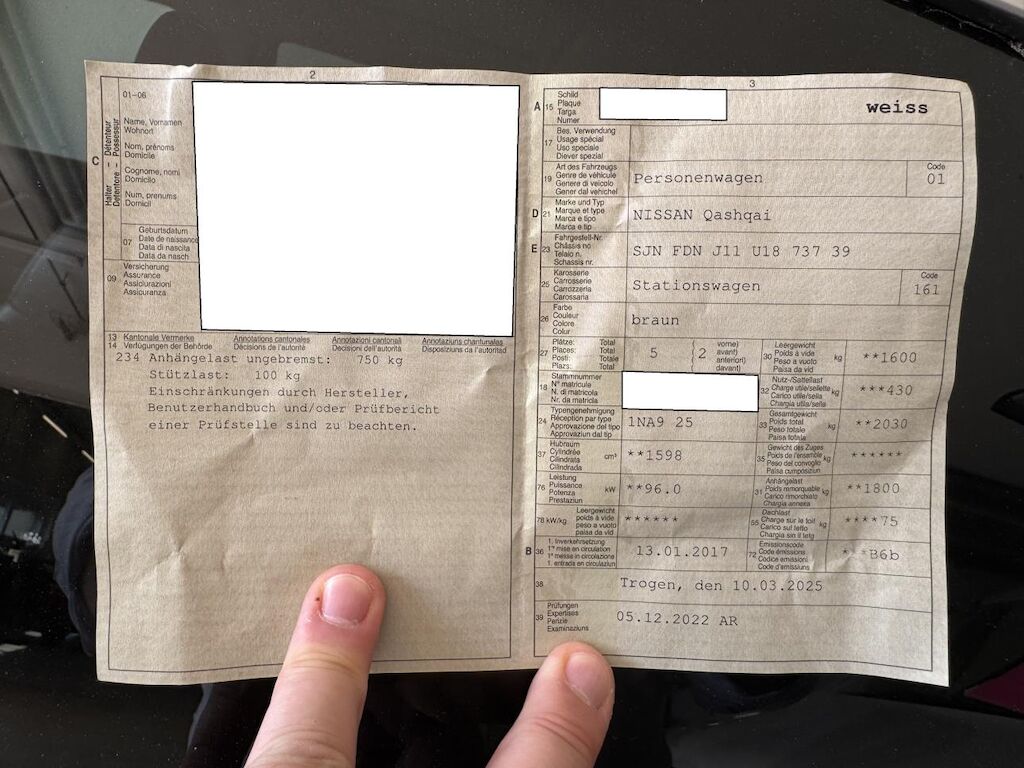 2
01-06
C
Halter – Détenteur
Detentore – Possessur
Name, Vornamen
Wohnort
Nom, prénoms
Domicile
Cognome, nomi
Domicilio
Num, prenums
Domicil
07
Geburtsdatum
Date de naissance
Data di nascita
Data da nasch
09
Versicherung
Assurance
Assicurazioni
Assicuranza
13 Kantonale Vermerke Annotations cantonales Annotazioni cantonali Annotaziuns chantunalas
14 Verfügungen der Behörde Décisions de l'autorité Decisioni dell'autorità Disposiziuns da l'autoritad
234 Anhängelast ungebremst: 750 kg
Stützlast: 100 kg
Einschränkungen durch Hersteller,
Benutzerhandbuch und/oder Prüfbericht
einer Prüfstelle sind zu beachten.
3
A 15
Schild
Plaque
Targa
Numer
weiss
17
Bes. Verwendung
Usage spécial
Uso speciale
Diever spezial
19
Art des Fahrzeugs
Genre de véhicule
Genere di veicolo
Gener dal vehichel
Personenwagen
Code
01
D 21
Marke und Typ
Marque et type
Marca e tipo
Marca e tip
NISSAN Qashqai
E 23
Fahrgestell-Nr.
Châssis no
Telaio n.
Schassis nr.
SJN FDN J11 U18 737 39
25
Karosserie
Carrosserie
Carrozzeria
Carossaria
Stationswagen
Code
161
26
Farbe
Couleur
Colore
Colur
braun
27
Plätze: Total
Places: Total
Posti: Totale
Plazs: Total
5
( 2
vorne)
avant)
anteriori)
davant)
30
Leergewicht
Poids à vide
Peso a vuoto
Paisa da vid
kg
**1600
18
Stammnummer
N° matricule
N. di matricola
Nr. da matricla
32
Nutz-/Sattellast
Charge utile/sellette
Carico utile/sella
Chargia utila/sella
kg
***430
24
Typengenehmigung
Réception par type
Approvazione del tipo
Approvaziun dal tip
1NA9 25
33
Gesamtgewicht
Poids total
Peso totale
Paisa totala
kg
**2030
37
Hubraum
Cylindrée
Cilindrata
Cilindrada
cm³
**1598
35
Gewicht des Zuges
Poids de l'ensemble
Peso del convoglio
Paisa cumposiziun
kg
******
76
Leistung
Puissance
Potenza
Prestaziun
kW
**96.0
31
Anhängelast
Poids remorquable
Carico rimorchiato
Chargia annexa
kg
**1800
78 kW/kg
Leergewicht
poids à vide
peso a vuoto
paisa da vid
******
55
Dachlast
Charge sur le toit
Carico sul tetto
Chargia sin il tetg
kg
****75
B 36
1. Inverkehrsetzung
1re mise en circulation
1a messa in circolazione
1. entrada en circulaziun
13.01.2017
72
Emissionscode
Code émissions
Codice emissioni
Code d'emissiuns
***B6b
38
Trogen, den 10.03.2025
39
Prüfungen
Expertises
Perizie
Examinaziuns
05.12.2022 AR